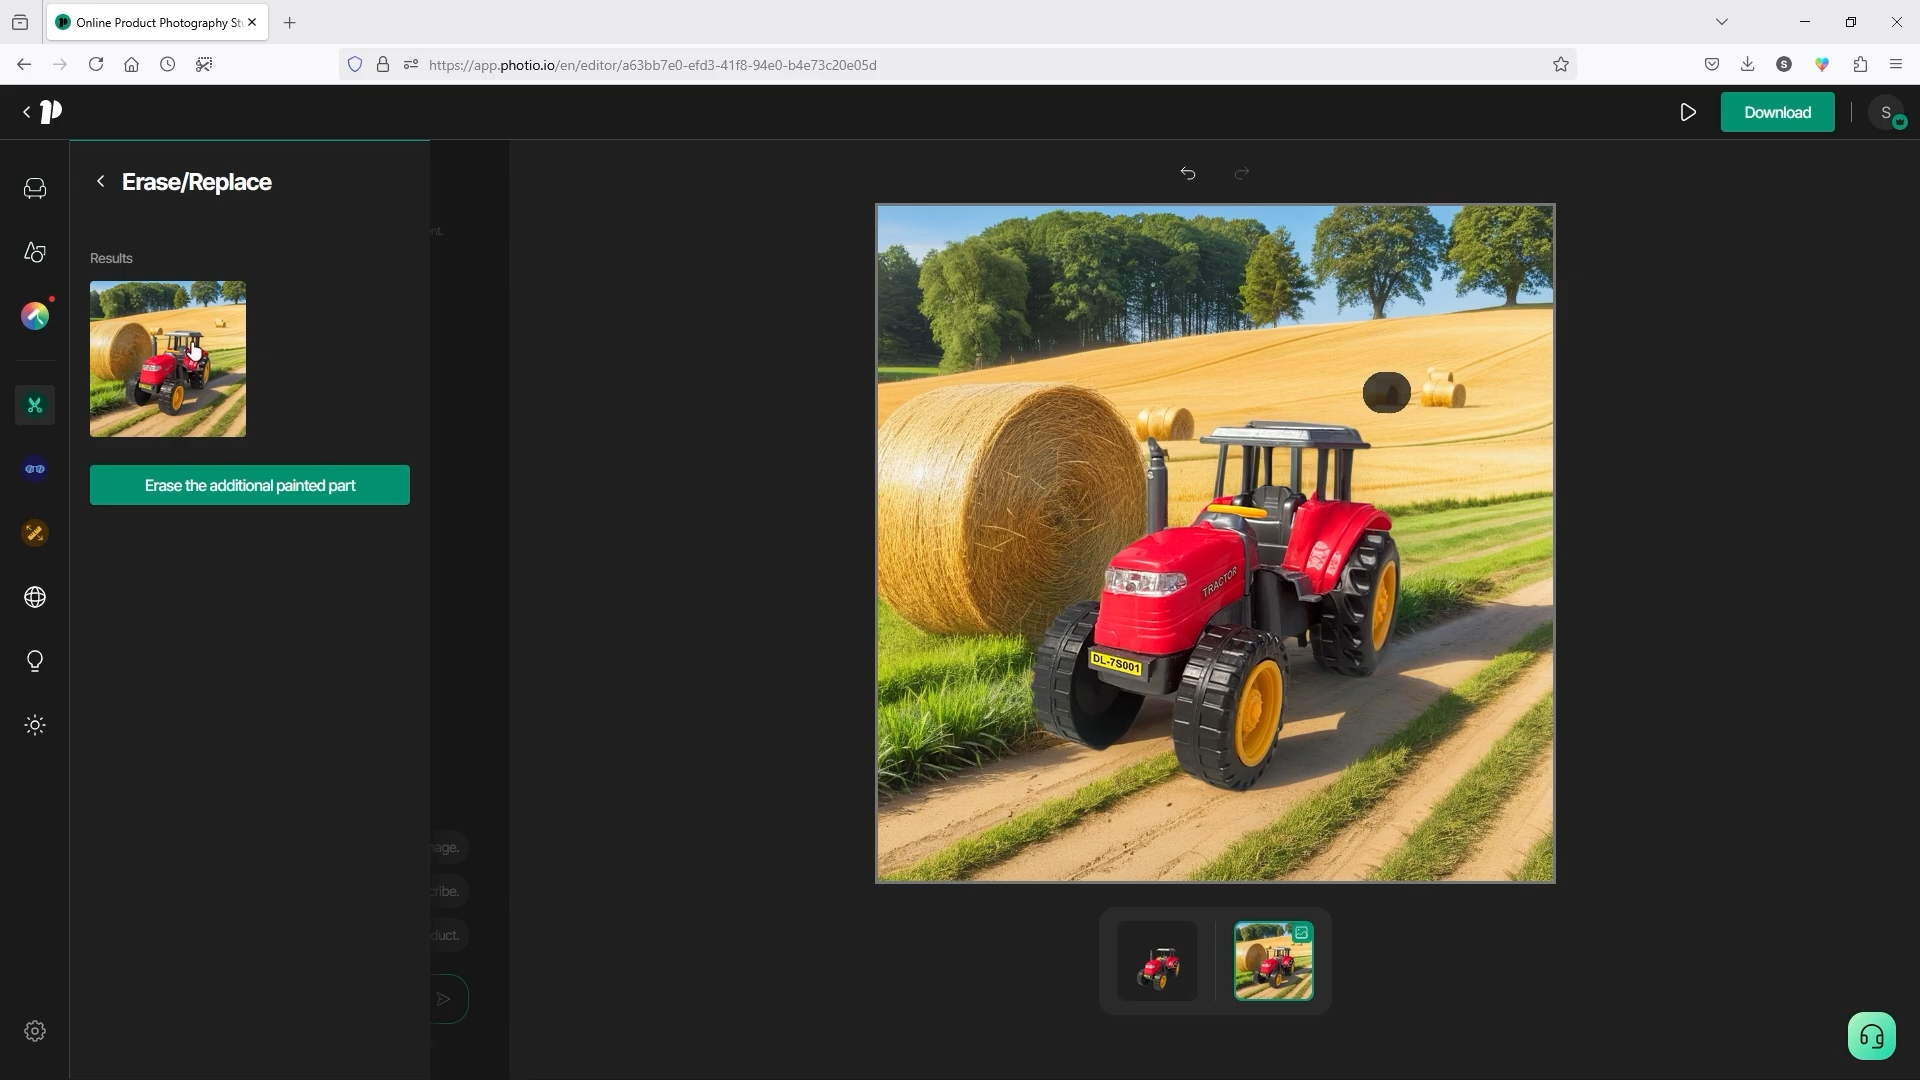 Online Product Photography St
https://app.photio.io/en/editor/a63bb7e0-efd3-41f8-94e0-b4e73c20e05d
Download
S
Erase/Replace
Results
Erase the additional painted part
nt.
age.
cribe.
duct.
TRACTOR
DL-7S001